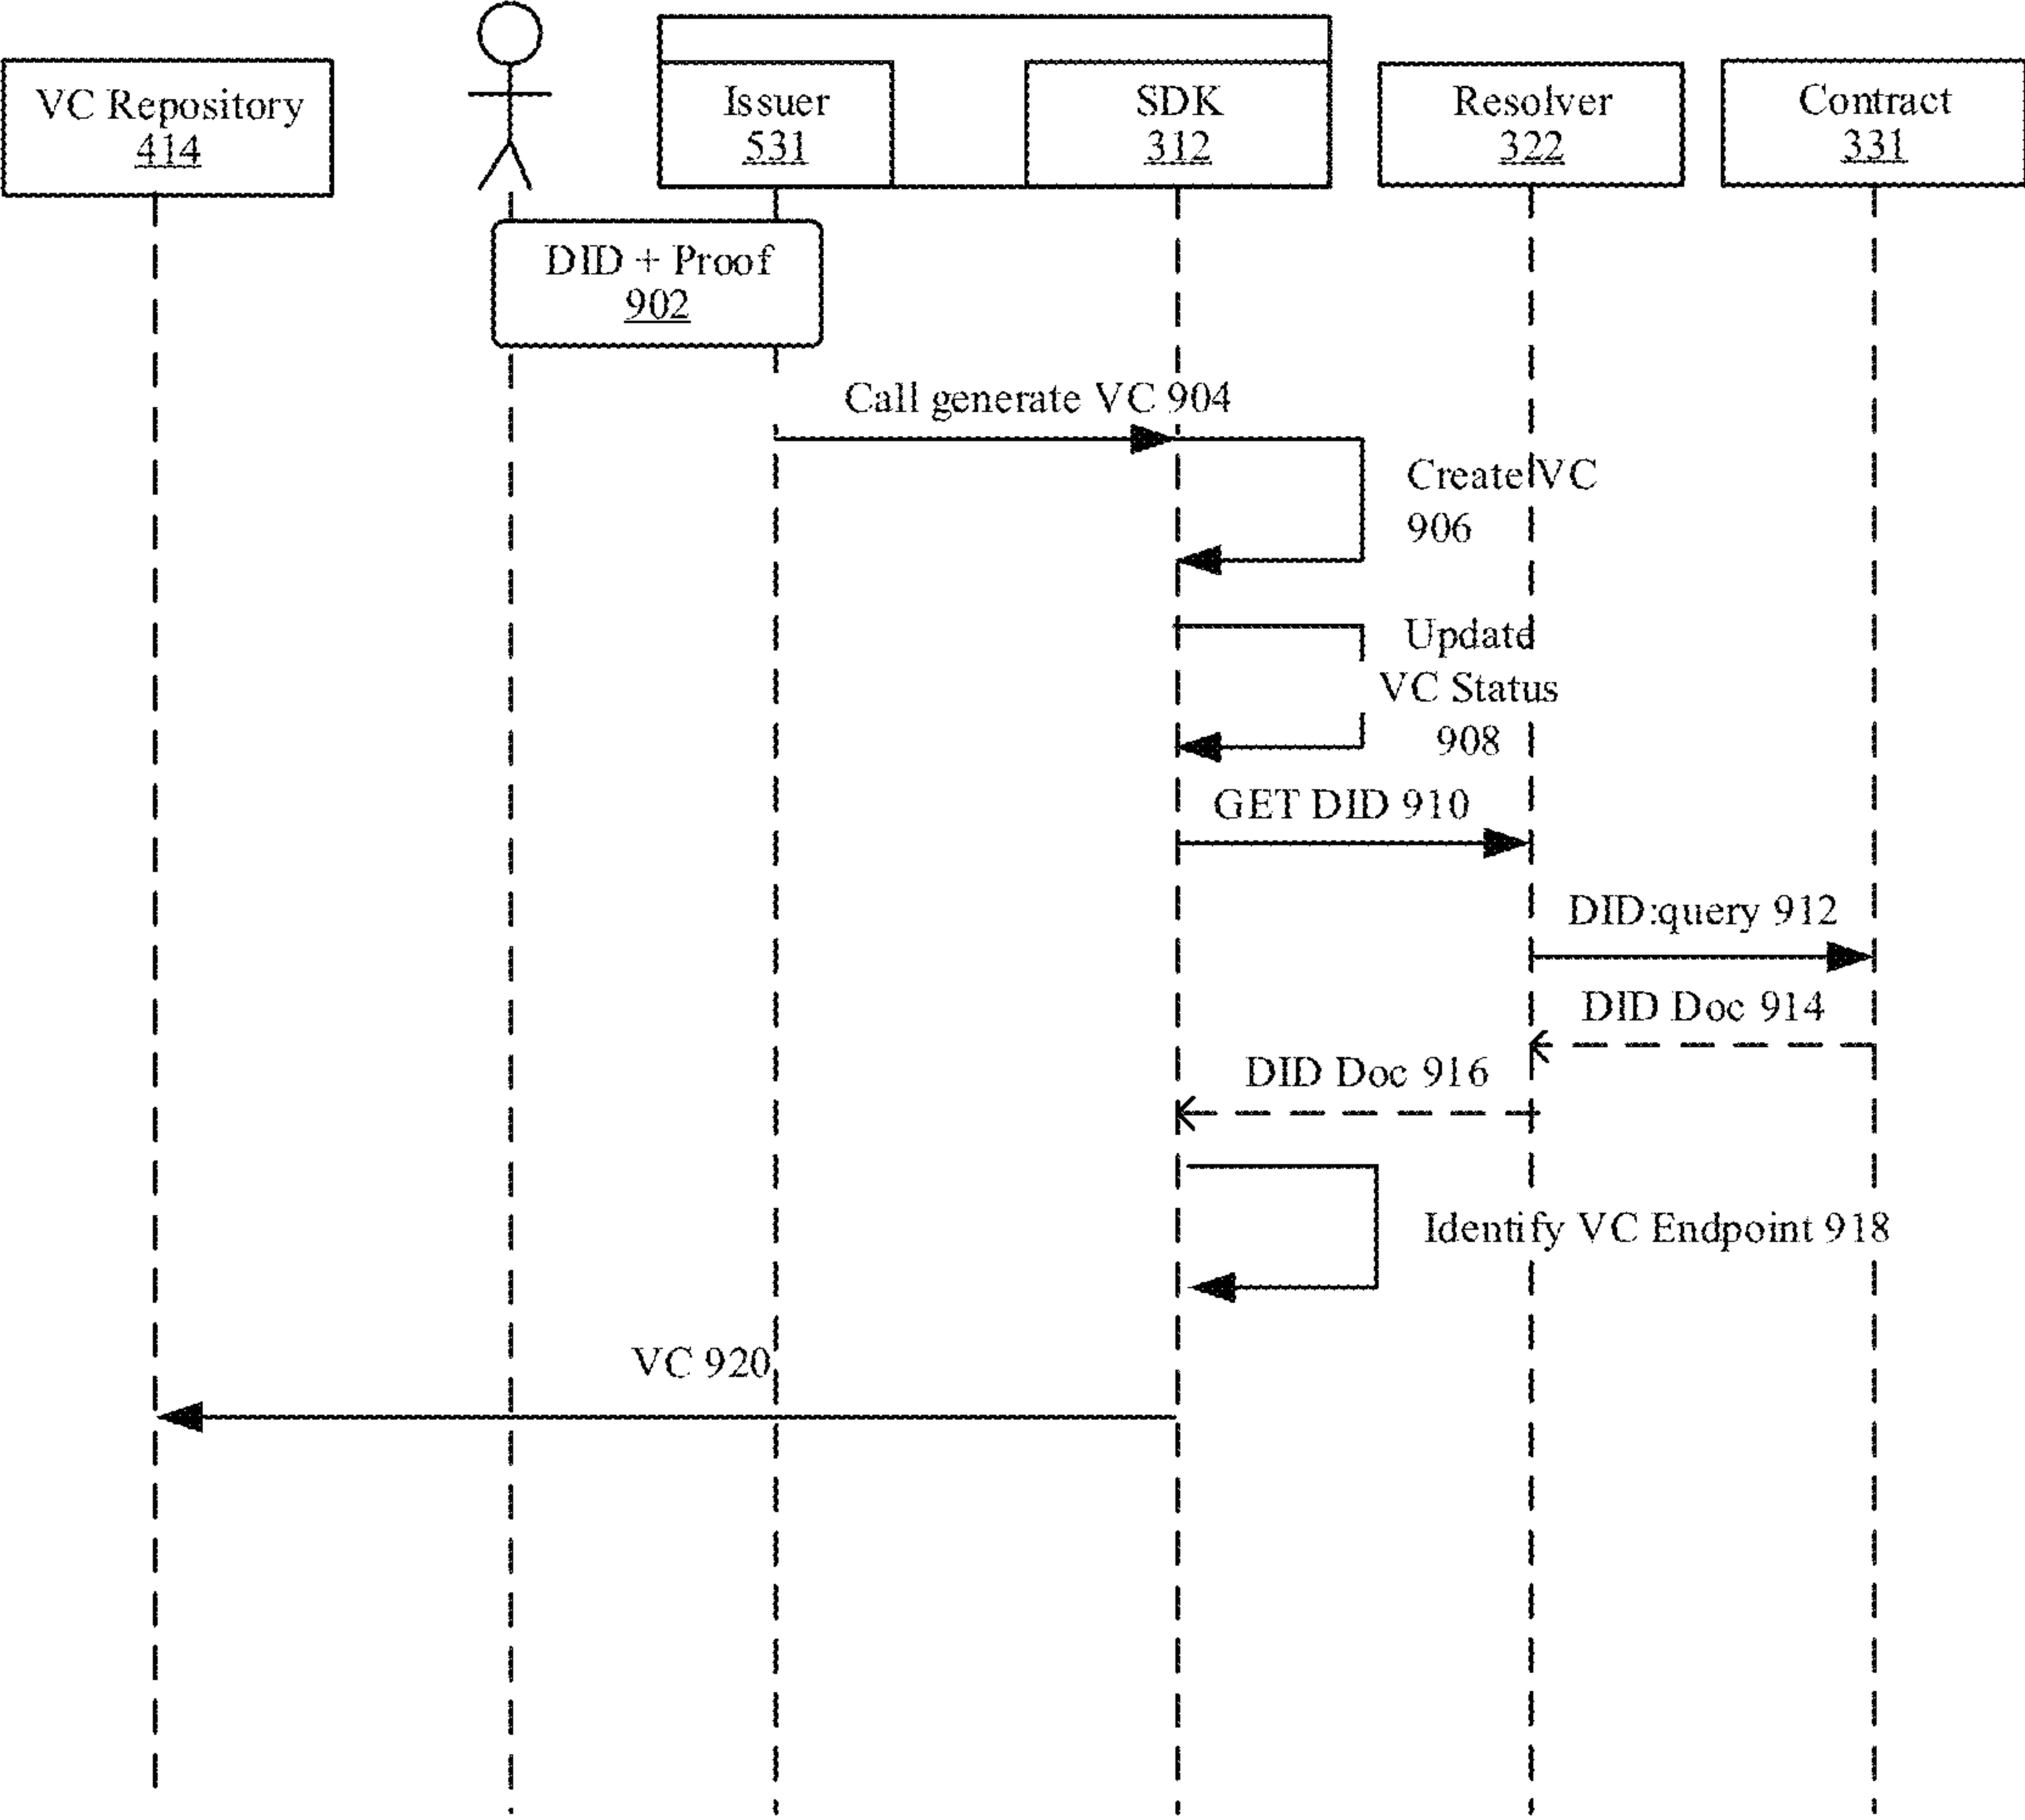 VC Repository
414
Issuer
531
SDK
312
Resolver
322
Contract
331
DID + Proof
902
Call generate VC 904
Create VC
906
Update
VC Status
908
GET DID 910
DID:query 912
DID Doc 914
DID Doc 916
Identify VC Endpoint 918
VC 920